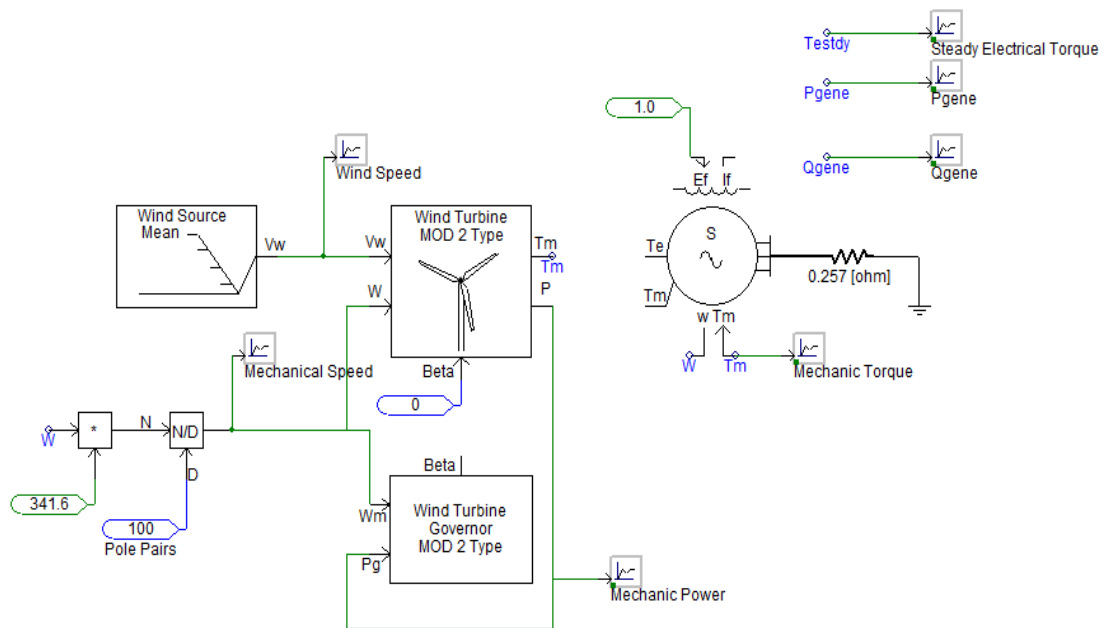 Testdy
Steady Electrical Torque
Pgene
Pgene
1.0
Qgene
Qgene
Ef If
Wind Speed
Wind Source
Mean
Vw
Vw
Wind Turbine
MOD 2 Type
Tm
Tm
W
P
S
Te
Tm
0.257 [ohm]
w Tm
W
Tm
Mechanic Torque
Mechanical Speed
Beta
0
W
*
N
N/D
D
341.6
100
Pole Pairs
Beta
Wm
Wind Turbine
Governor
MOD 2 Type
Pg
Mechanic Power